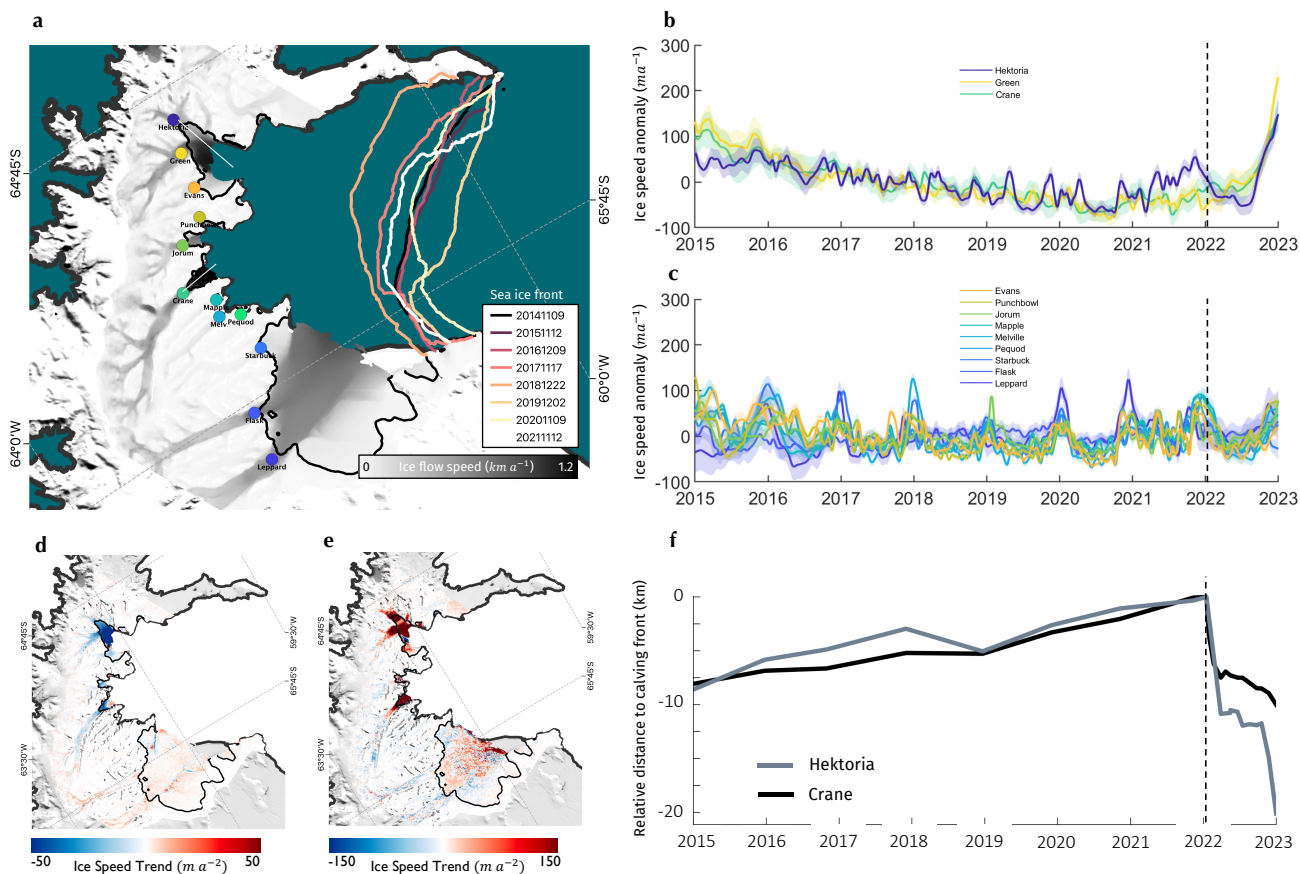 a
64°45'S
64°0'W
65°45'S
60°0'W
Hektoria
Green
Evans
Jorum
Crane
Mapple
Melv
Pequod
Starbuck
Flask
Leppard
Sea ice front
20141109
20151112
20161209
20171117
20181222
20191202
20201109
20211112
0 Ice flow speed (km a⁻¹) 1.2
b
Ice speed anomaly (ma⁻¹)
300
200
100
0
-100
Hektoria
Green
Crane
2015 2016 2017 2018 2019 2020 2021 2022 2023
c
Ice speed anomaly (ma⁻¹)
300
200
100
0
-100
Evans
Punchbowl
Jorum
Mapple
Melville
Pequod
Starbuck
Flask
Leppard
2015 2016 2017 2018 2019 2020 2021 2022 2023
d
64°45'S
63°30'W
59°30'W
65°45'S
-50 50
Ice Speed Trend (m a⁻²)
e
64°45'S
63°30'W
59°30'W
65°45'S
-150 150
Ice Speed Trend (m a⁻²)
f
Relative distance to calving front (km)
0
-10
-20
Hektoria
Crane
2015 2016 2017 2018 2019 2020 2021 2022 2023